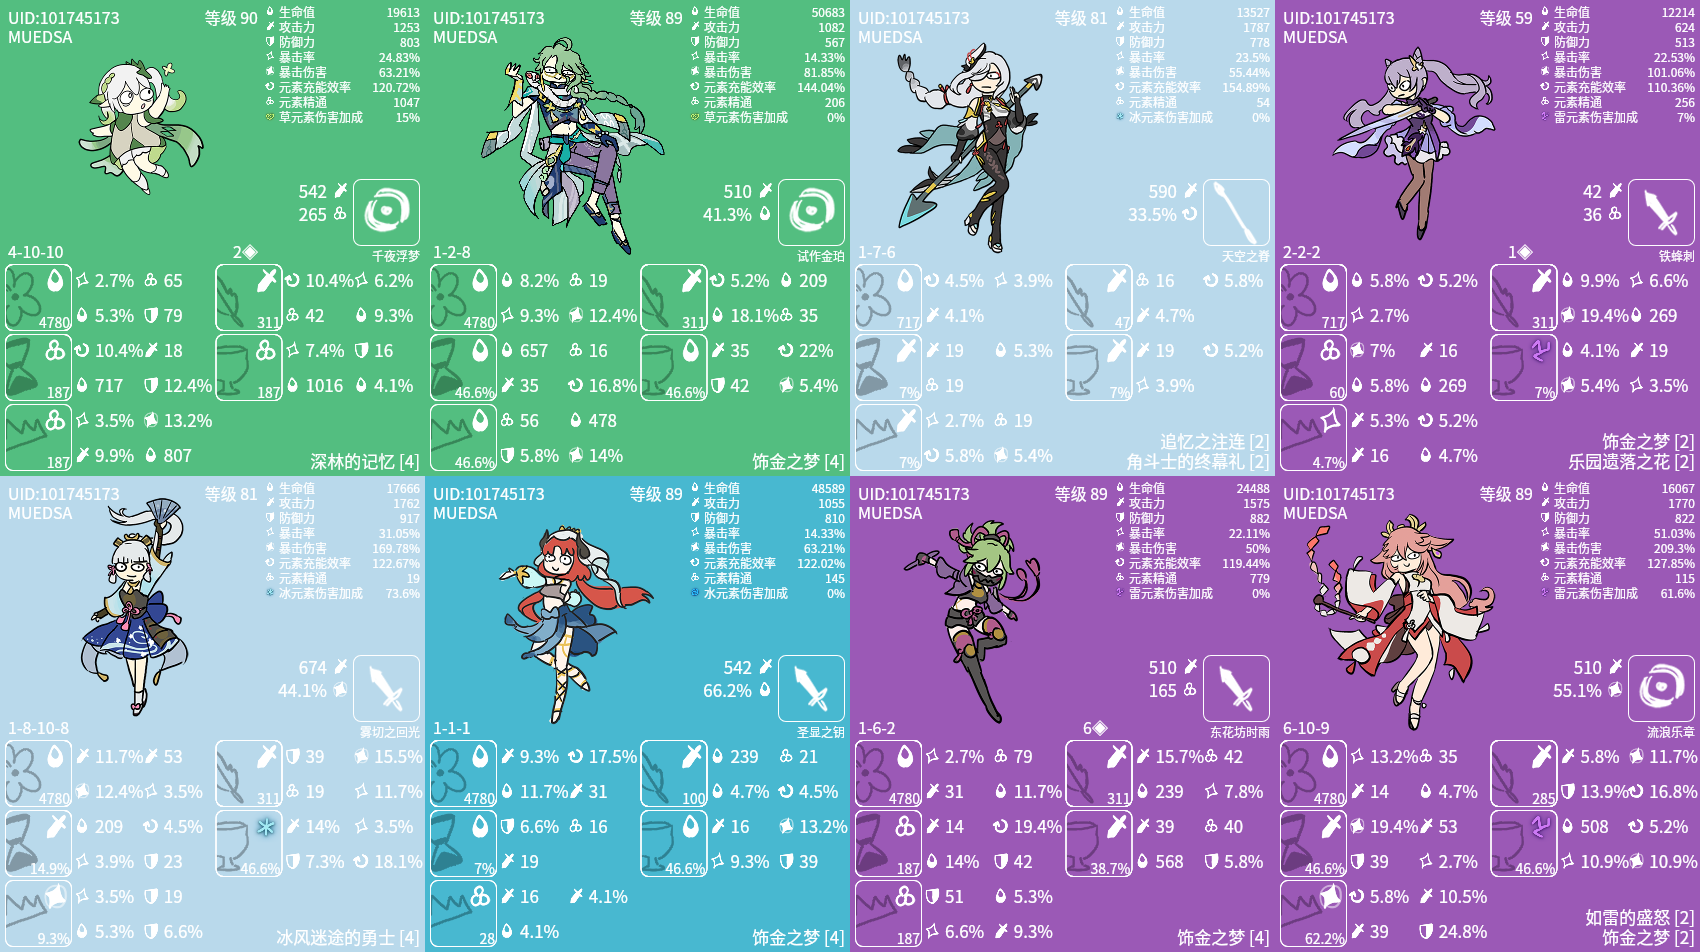 UID:101745173 等级 90
MUEDSA
生命值 19613
攻击力 1253
防御力 803
暴击率 24.83%
暴击伤害 63.21%
元素充能效率 120.72%
元素精通 1047
草元素伤害加成 15%
542
265
4-10-10 2 千夜浮梦
2.7% 65 10.4% 6.2%
5.3% 79 42 9.3%
4780 311
10.4% 18 7.4% 16
717 12.4% 1016 4.1%
187 187
3.5% 13.2%
9.9% 807
187 深林的记忆 [4]
UID:101745173 等级 89
MUEDSA
生命值 50683
攻击力 1082
防御力 567
暴击率 14.33%
暴击伤害 81.85%
元素充能效率 144.04%
元素精通 206
草元素伤害加成 0%
510
41.3%
1-2-8 试作金珀
8.2% 19 5.2% 209
9.3% 12.4% 18.1% 35
4780 311
657 16 35 22%
35 16.8% 42 5.4%
46.6% 46.6%
56 478
5.8% 14%
46.6% 饰金之梦 [4]
UID:101745173 等级 81
MUEDSA
生命值 13527
攻击力 1787
防御力 778
暴击率 23.5%
暴击伤害 55.44%
元素充能效率 154.89%
元素精通 54
冰元素伤害加成 0%
590
33.5%
1-7-6 天空之脊
4.5% 3.9% 16 5.8%
4.1% 4.7%
717 47
19 5.3% 19 5.2%
19 3.9%
7% 7%
2.7% 19
追忆之注连 [2]
5.8% 5.4%
7% 角斗士的终幕礼 [2]
UID:101745173 等级 59
MUEDSA
生命值 12214
攻击力 624
防御力 513
暴击率 22.53%
暴击伤害 101.06%
元素充能效率 110.36%
元素精通 256
雷元素伤害加成 7%
42
36
2-2-2 1 铁蜂刺
5.8% 5.2% 9.9% 6.6%
2.7% 19.4% 269
717 311
7% 16 4.1% 19
5.8% 269 5.4% 3.5%
60 7%
5.3% 5.2%
饰金之梦 [2]
16 4.7%
4.7% 乐园遗落之花 [2]
UID:101745173 等级 81
MUEDSA
生命值 17666
攻击力 1762
防御力 917
暴击率 31.05%
暴击伤害 169.78%
元素充能效率 122.67%
元素精通 19
冰元素伤害加成 73.6%
674
44.1%
1-8-10-8 雾切之回光
11.7% 53 39 15.5%
12.4% 3.5% 19 11.7%
4780 311
209 4.5% 14% 3.5%
3.9% 23 7.3% 18.1%
14.9% 46.6%
3.5% 19
5.3% 6.6%
9.3% 冰风迷途的勇士 [4]
UID:101745173 等级 89
MUEDSA
生命值 48589
攻击力 1055
防御力 810
暴击率 14.33%
暴击伤害 63.21%
元素充能效率 122.02%
元素精通 145
水元素伤害加成 0%
542
66.2%
1-1-1 圣显之钥
9.3% 17.5% 239 21
11.7% 31 4.7% 4.5%
4780 100
6.6% 16 16 13.2%
19 9.3% 39
7% 46.6%
16 4.1%
4.1%
28 饰金之梦 [4]
UID:101745173 等级 89
MUEDSA
生命值 24488
攻击力 1575
防御力 882
暴击率 22.11%
暴击伤害 50%
元素充能效率 119.44%
元素精通 779
雷元素伤害加成 0%
510
165
1-6-2 6 东花坊时雨
2.7% 79 15.7% 42
31 11.7% 239 7.8%
4780 311
14 19.4% 39 40
14% 42 568 5.8%
187 38.7%
51 5.3%
6.6% 9.3%
187 饰金之梦 [4]
UID:101745173 等级 89
MUEDSA
生命值 16067
攻击力 1770
防御力 822
暴击率 51.03%
暴击伤害 209.3%
元素充能效率 127.85%
元素精通 115
雷元素伤害加成 61.6%
510
55.1%
6-10-9 流浪乐章
13.2% 35 5.8% 11.7%
14 4.7% 13.9% 16.8%
4780 285
19.4% 53 508 5.2%
39 2.7% 10.9% 10.9%
46.6% 46.6%
5.8% 10.5%
如雷的盛怒 [2]
39 24.8%
62.2% 饰金之梦 [2]